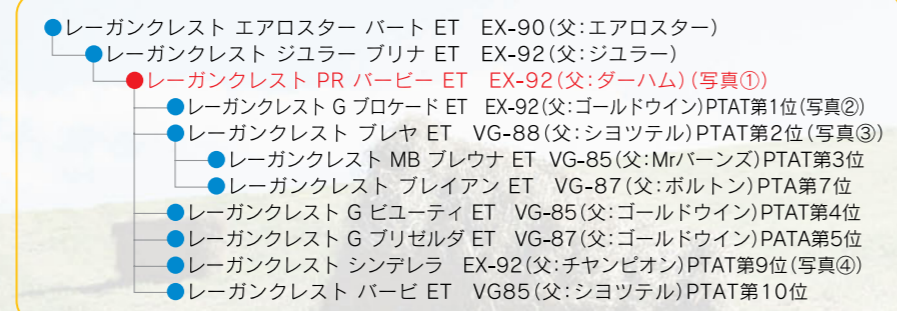 レーガンクレスト エアロスター バート ET EX-90(父:エアロスター)
レーガンクレスト ジユラー ブリナ ET EX-92(父:ジユラー)
レーガンクレスト PR バービー ET EX-92(父:ダーハム)(写真①)
レーガンクレスト G ブロケード ET EX-92(父:ゴールドウイン)PTAT第1位(写真②)
レーガンクレスト ブレヤ ET VG-88(父:シヨツテル)PTAT第2位(写真③)
レーガンクレスト MB ブレウナ ET VG-85(父:Mrバーンズ)PTAT第3位
レーガンクレスト ブレイアン ET VG-87(父:ボルトン)PTA第7位
レーガンクレスト G ビユーティ ET VG-85(父:ゴールドウイン)PTAT第4位
レーガンクレスト G ブリゼルダ ET VG-87(父:ゴールドウイン)PATA第5位
レーガンクレスト シンデレラ EX-92(父:チヤンピオン)PTAT第9位(写真④)
レーガンクレスト バービ ET VG85(父:シヨツテル)PTAT第10位